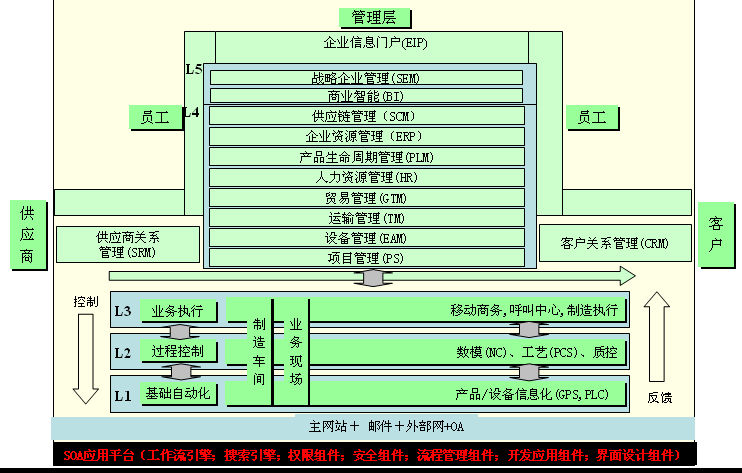 管理层
企业信息门户(EIP)
L5
战略企业管理(SEM)
商业智能(BI)
L4
员工
供应链管理（SCM）
员工
企业资源管理（ERP）
产品生命周期管理(PLM)
人力资源管理(HR)
贸易管理(GTM)
运输管理(TM)
设备管理(EAM)
项目管理(PS)
供应商
供应商关系
管理(SRM)
客户关系管理(CRM)
客户
控制
L3
业务执行
制造车间
业务现场
移动商务,呼叫中心,制造执行
L2
过程控制
数模(NC)、工艺(PCS)、质控
L1
基础自动化
产品/设备信息化(GPS,PLC)
反馈
主网站＋ 邮件＋外部网+OA
SOA应用平台（工作流引擎；搜索引擎；权限组件；安全组件；流程管理组件；开发应用组件；界面设计组件）